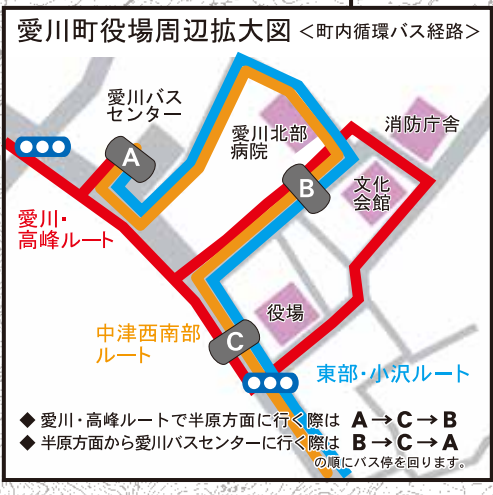 愛川町役場周辺拡大図 <町内循環バス経路>
愛川バス
センター
消防庁舎
愛川北部
病院
A
B
文化
会館
愛川・
高峰ルート
役場
中津西南部
ルート
C
東部・小沢ルート
◆ 愛川・高峰ルートで半原方面に行く際は A→C→B
◆ 半原方面から愛川バスセンターに行く際は B→C→A
の順にバス停を回ります。